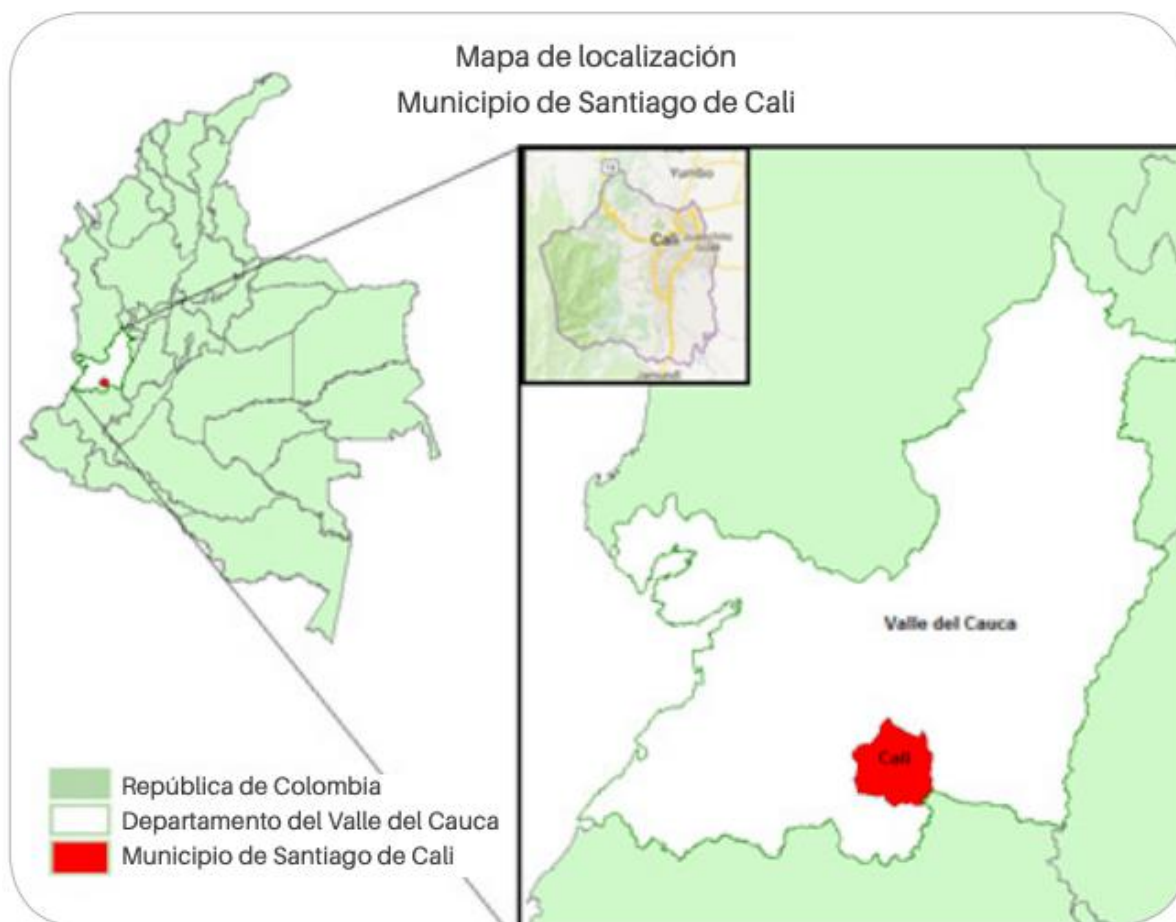 Mapa de localización
Municipio de Santiago de Cali
Yumbo
Cali
Jamundí
Valle del Cauca
Cali
República de Colombia
Departamento del Valle del Cauca
Municipio de Santiago de Cali